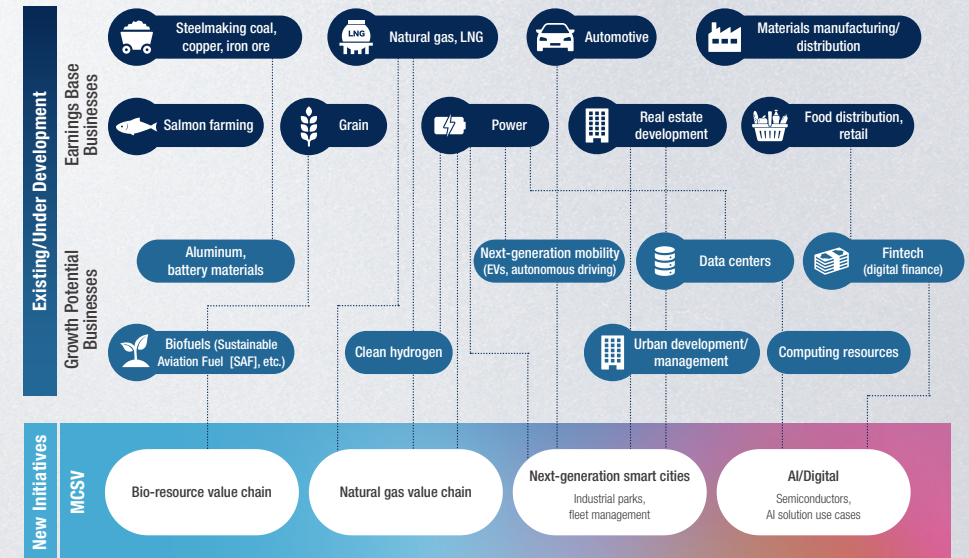 Existing/Under Development
Earnings Base
Businesses
Steelmaking coal,
copper, iron ore
LNG
Natural gas, LNG
Automotive
Materials manufacturing/
distribution
Salmon farming
Grain
Power
Real estate
development
Food distribution,
retail
Growth Potential
Businesses
Aluminum,
battery materials
Next-generation mobility
(EVs, autonomous driving)
Data centers
Fintech
(digital finance)
Biofuels (Sustainable
Aviation Fuel [SAF], etc.)
Clean hydrogen
Urban development/
management
Computing resources
New Initiatives
MCSV
Bio-resource value chain
Natural gas value chain
Next-generation smart cities
Industrial parks,
fleet management
AI/Digital
Semiconductors,
AI solution use cases